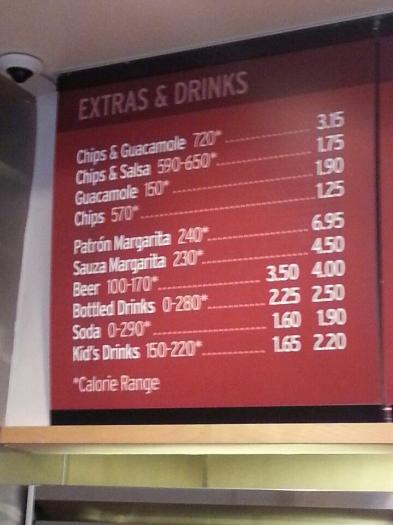 EXTRAS & DRINKS
Chips & Guacamole 720* 3.15
Chips & Salsa 590-650* 1.75
Guacamole 150* 1.90
Chips 570* 1.25
Patrón Margarita 240* 6.95
Sauza Margarita 230* 4.50
Beer 100-170* 3.50 4.00
Bottled Drinks 0-280* 2.25 2.50
Soda 0-290* 1.60 1.90
Kid's Drinks 150-220* 1.65 2.20
*Calorie Range